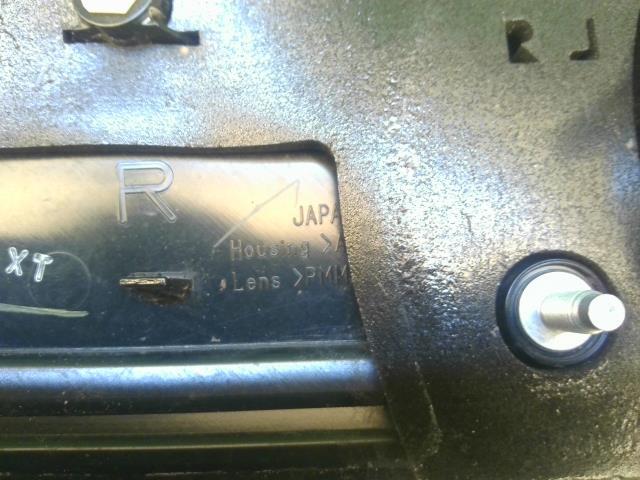 R J
R
JAPA
Housing >A
XT
Lens >PMM